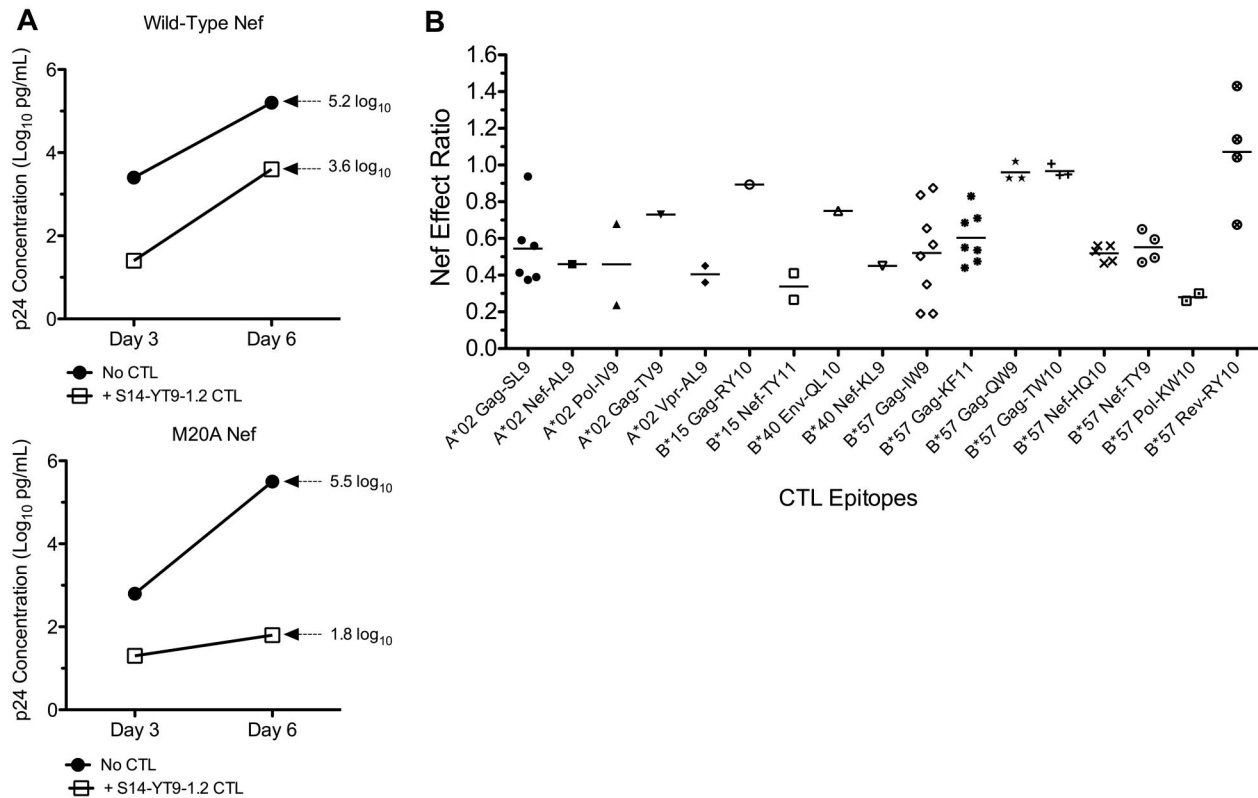 A
Wild-Type Nef
p24 Concentration (Log10 pg/mL)
6
4
2
0
5.2 log10
3.6 log10
Day 3
Day 6
No CTL
+ S14-YT9-1.2 CTL
M20A Nef
p24 Concentration (Log10 pg/mL)
6
4
2
0
5.5 log10
1.8 log10
Day 3
Day 6
No CTL
+ S14-YT9-1.2 CTL
B
Nef Effect Ratio
1.6
1.4
1.2
1.0
0.8
0.6
0.4
0.2
0.0
A*02 Gag-SL9
A*02 Nef-AL9
A*02 Pol-IV9
A*02 Gag-TV9
A*02 Vpr-AL9
B*15 Gag-RY10
B*15 Nef-TY11
B*40 Env-QL10
B*40 Nef-KL9
B*57 Gag-IW9
B*57 Gag-KF11
B*57 Gag-QW9
B*57 Gag-TW10
B*57 Nef-HQ10
B*57 Nef-TY9
B*57 Pol-KW10
B*57 Rev-RY10
CTL Epitopes